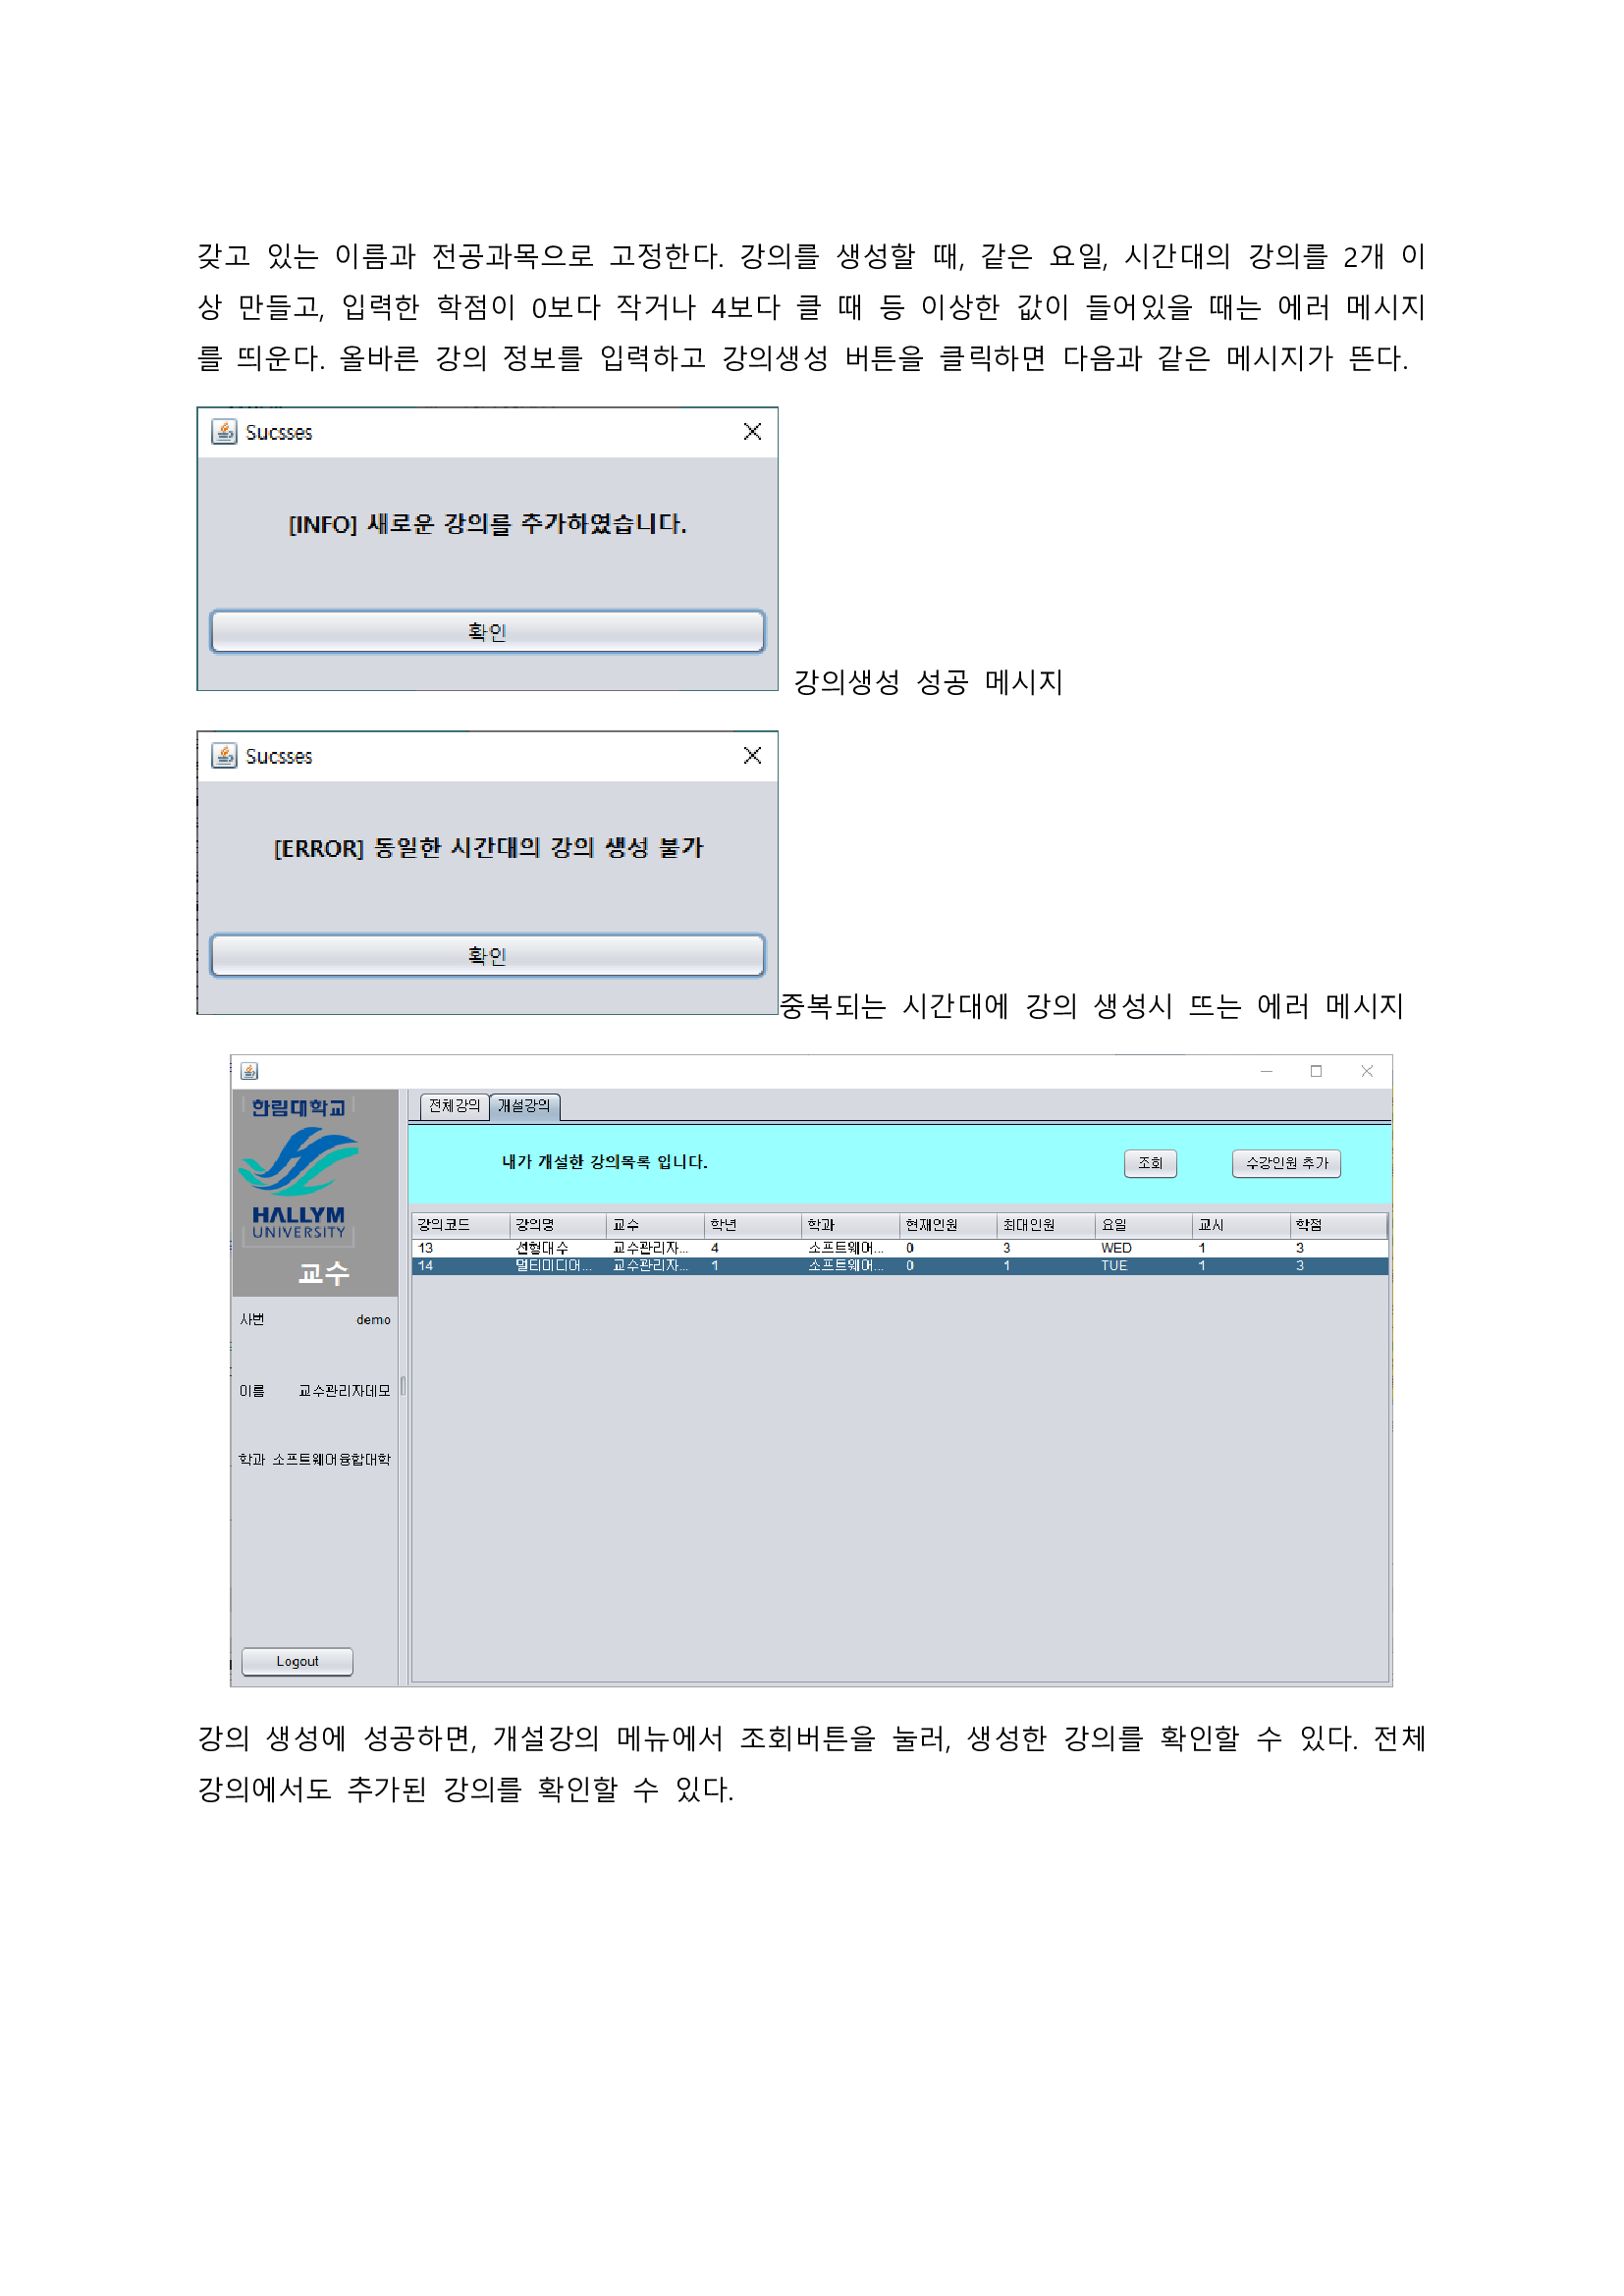 갖고 있는 이름과 전공과목으로 고정한다. 강의를 생성할 때, 같은 요일, 시간대의 강의를 2개 이
상 만들고, 입력한 학점이 0보다 작거나 4보다 클 때 등 이상한 값이 들어있을 때는 에러 메시지
를 띄운다. 올바른 강의 정보를 입력하고 강의생성 버튼을 클릭하면 다음과 같은 메시지가 뜬다.
Sucsses
[INFO] 새로운 강의를 추가하였습니다.
확인
강의생성 성공 메시지
Sucsses
[ERROR] 동일한 시간대의 강의 생성 불가
확인
중복되는 시간대에 강의 생성시 뜨는 에러 메시지
한림대학교
HALLYM
UNIVERSITY
교수
사번 demo
이름 교수관리자데모
학과 소프트웨어융합대학
Logout
전체강의 개설강의
내가 개설한 강의목록 입니다. 조회 수강인원 추가
강의코드 강의명 교수 학년 학과 현재인원 최대인원 요일 교시 학점
13 선형대수 교수관리자... 4 소프트웨어... 0 3 WED 1 3
14 멀티미디어... 교수관리자... 1 소프트웨어... 0 1 TUE 1 3
강의 생성에 성공하면, 개설강의 메뉴에서 조회버튼을 눌러, 생성한 강의를 확인할 수 있다. 전체
강의에서도 추가된 강의를 확인할 수 있다.